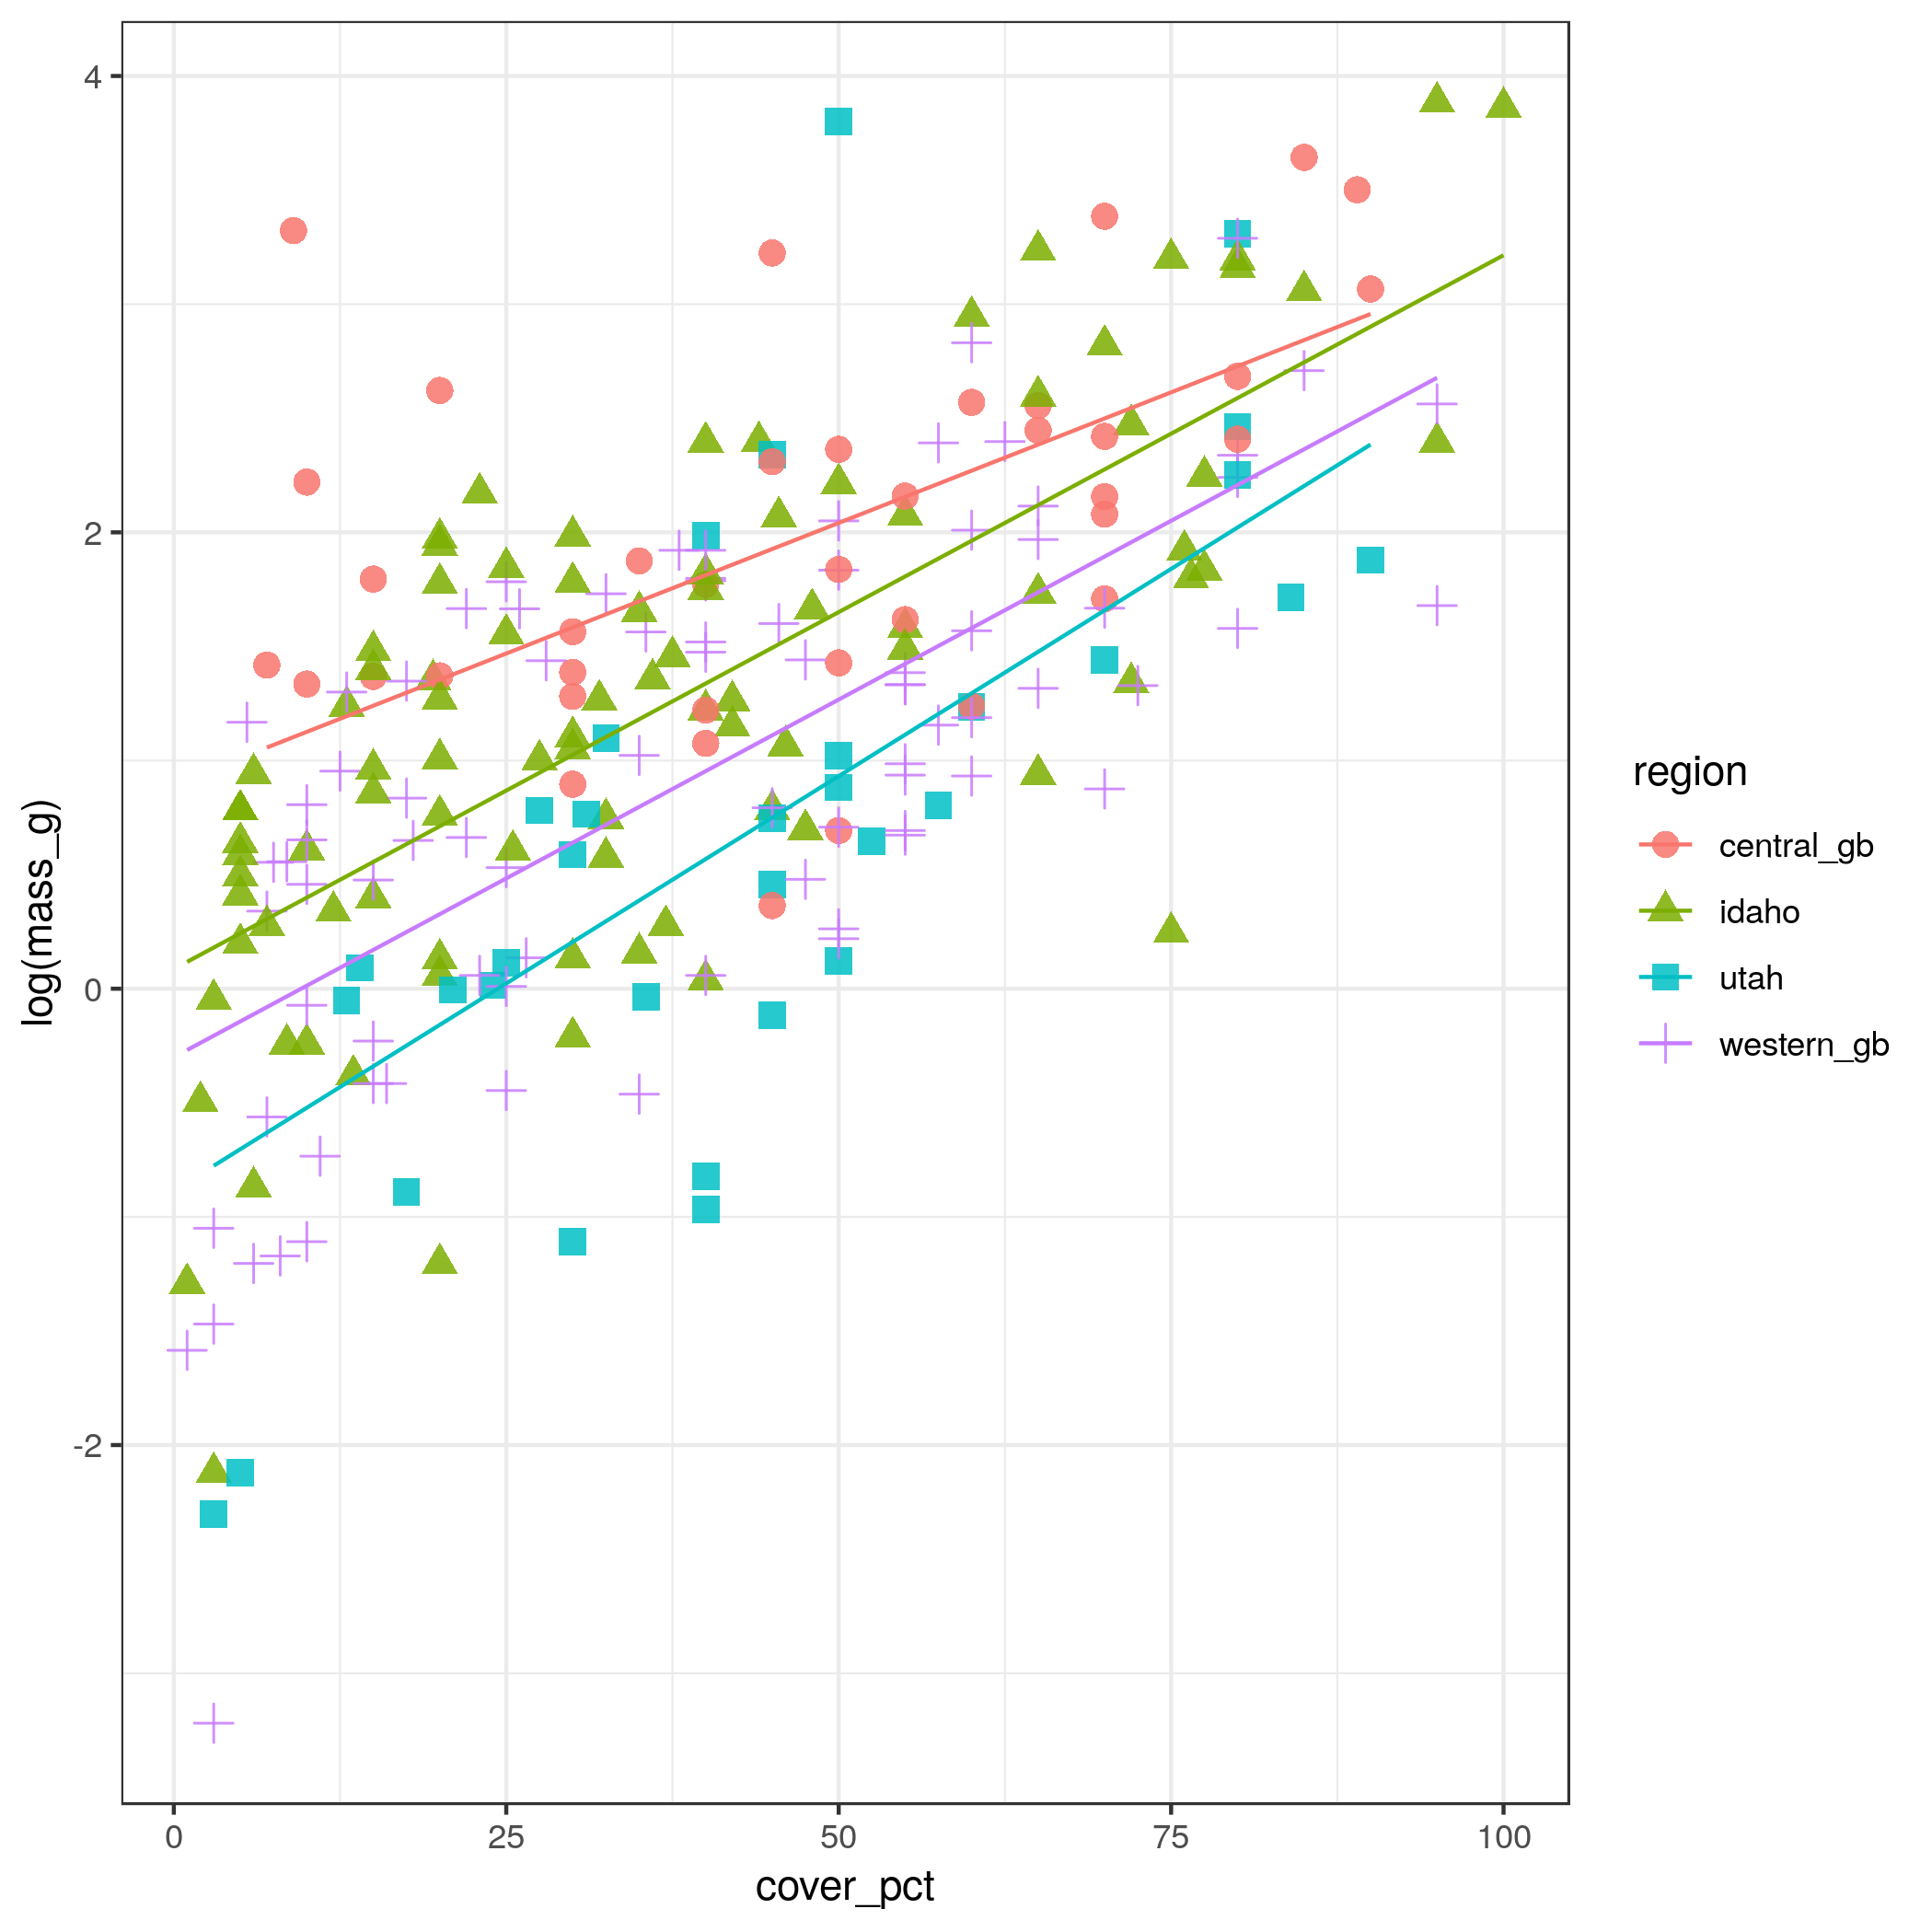 4
2
0
-2
log(mass_g)
0
25
50
75
100
cover_pct
region
central_gb
idaho
utah
western_gb